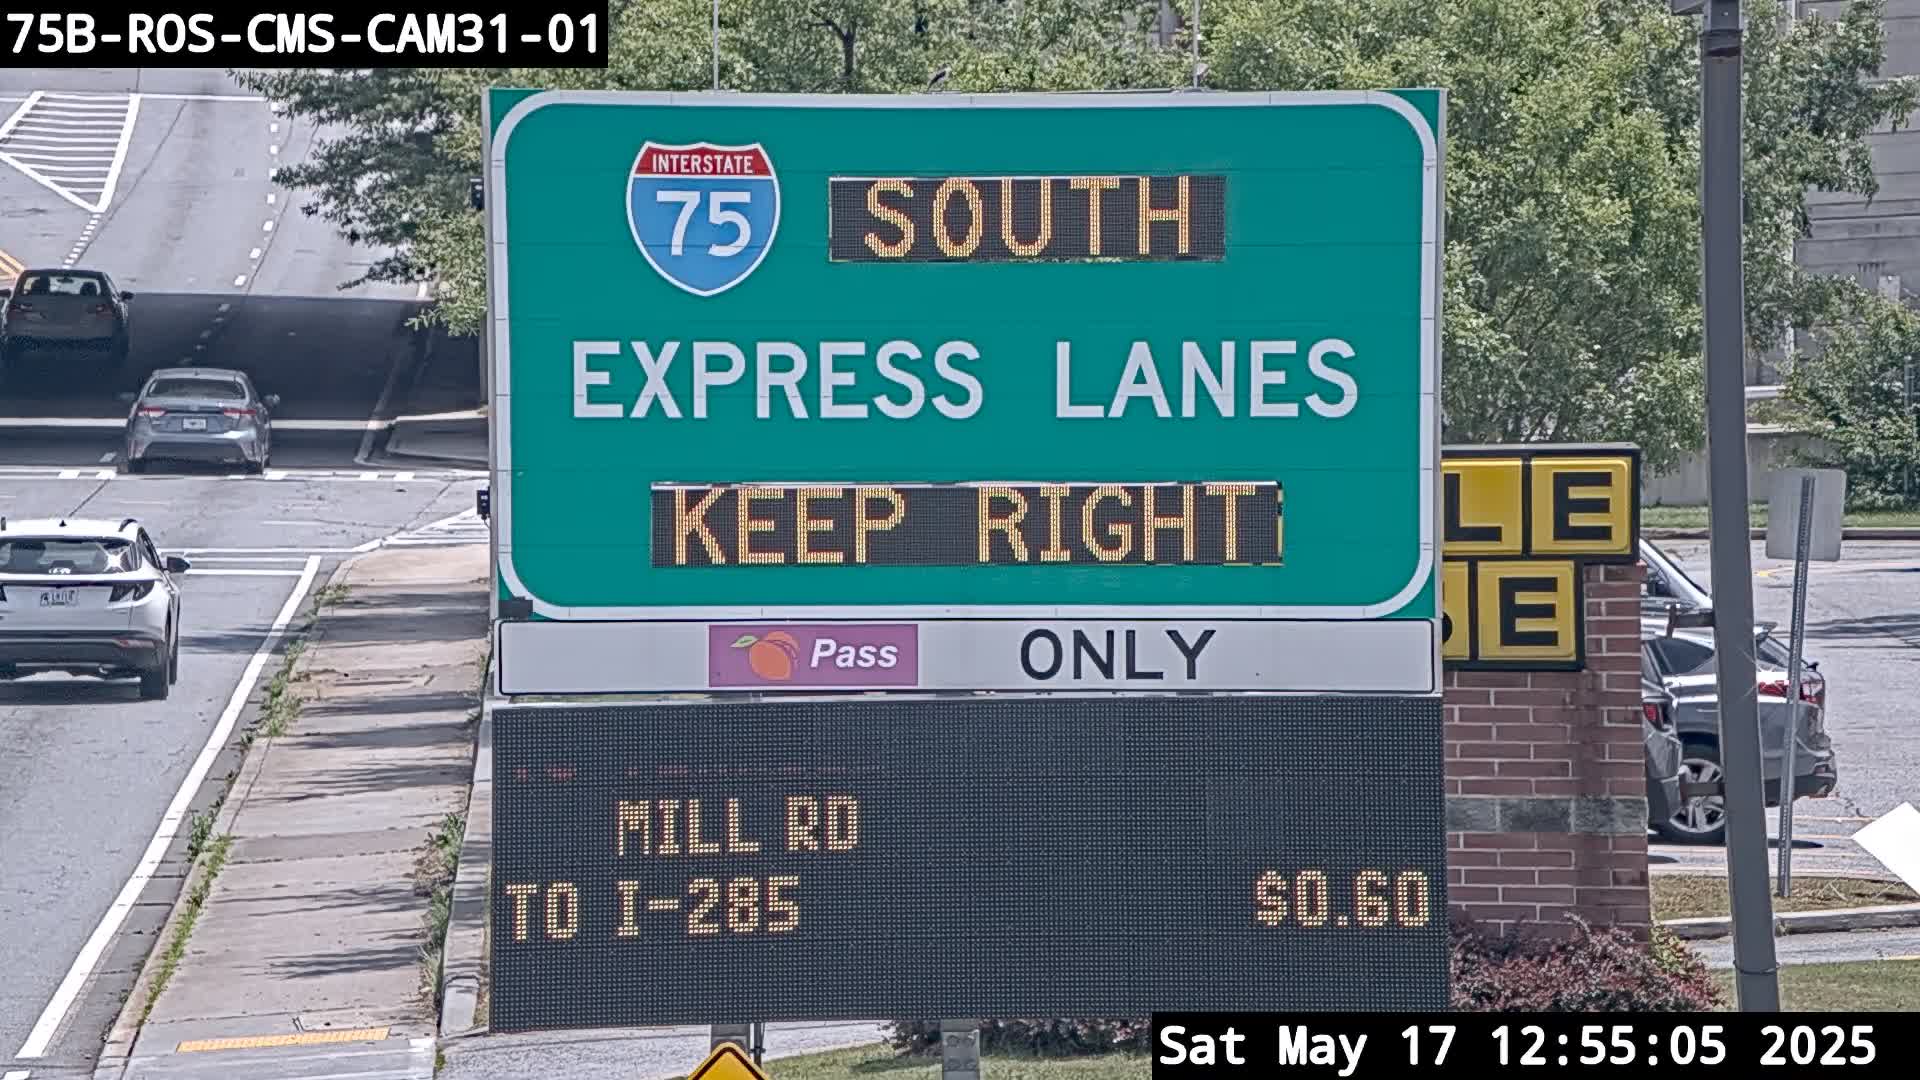 75B-ROS-CMS-CAM31-01
INTERSTATE
75
SOUTH
EXPRESS LANES
KEEP RIGHT
Pass ONLY
MILL RD
TO I-285 $0.60
LE
E
Sat May 17 12:55:05 2025